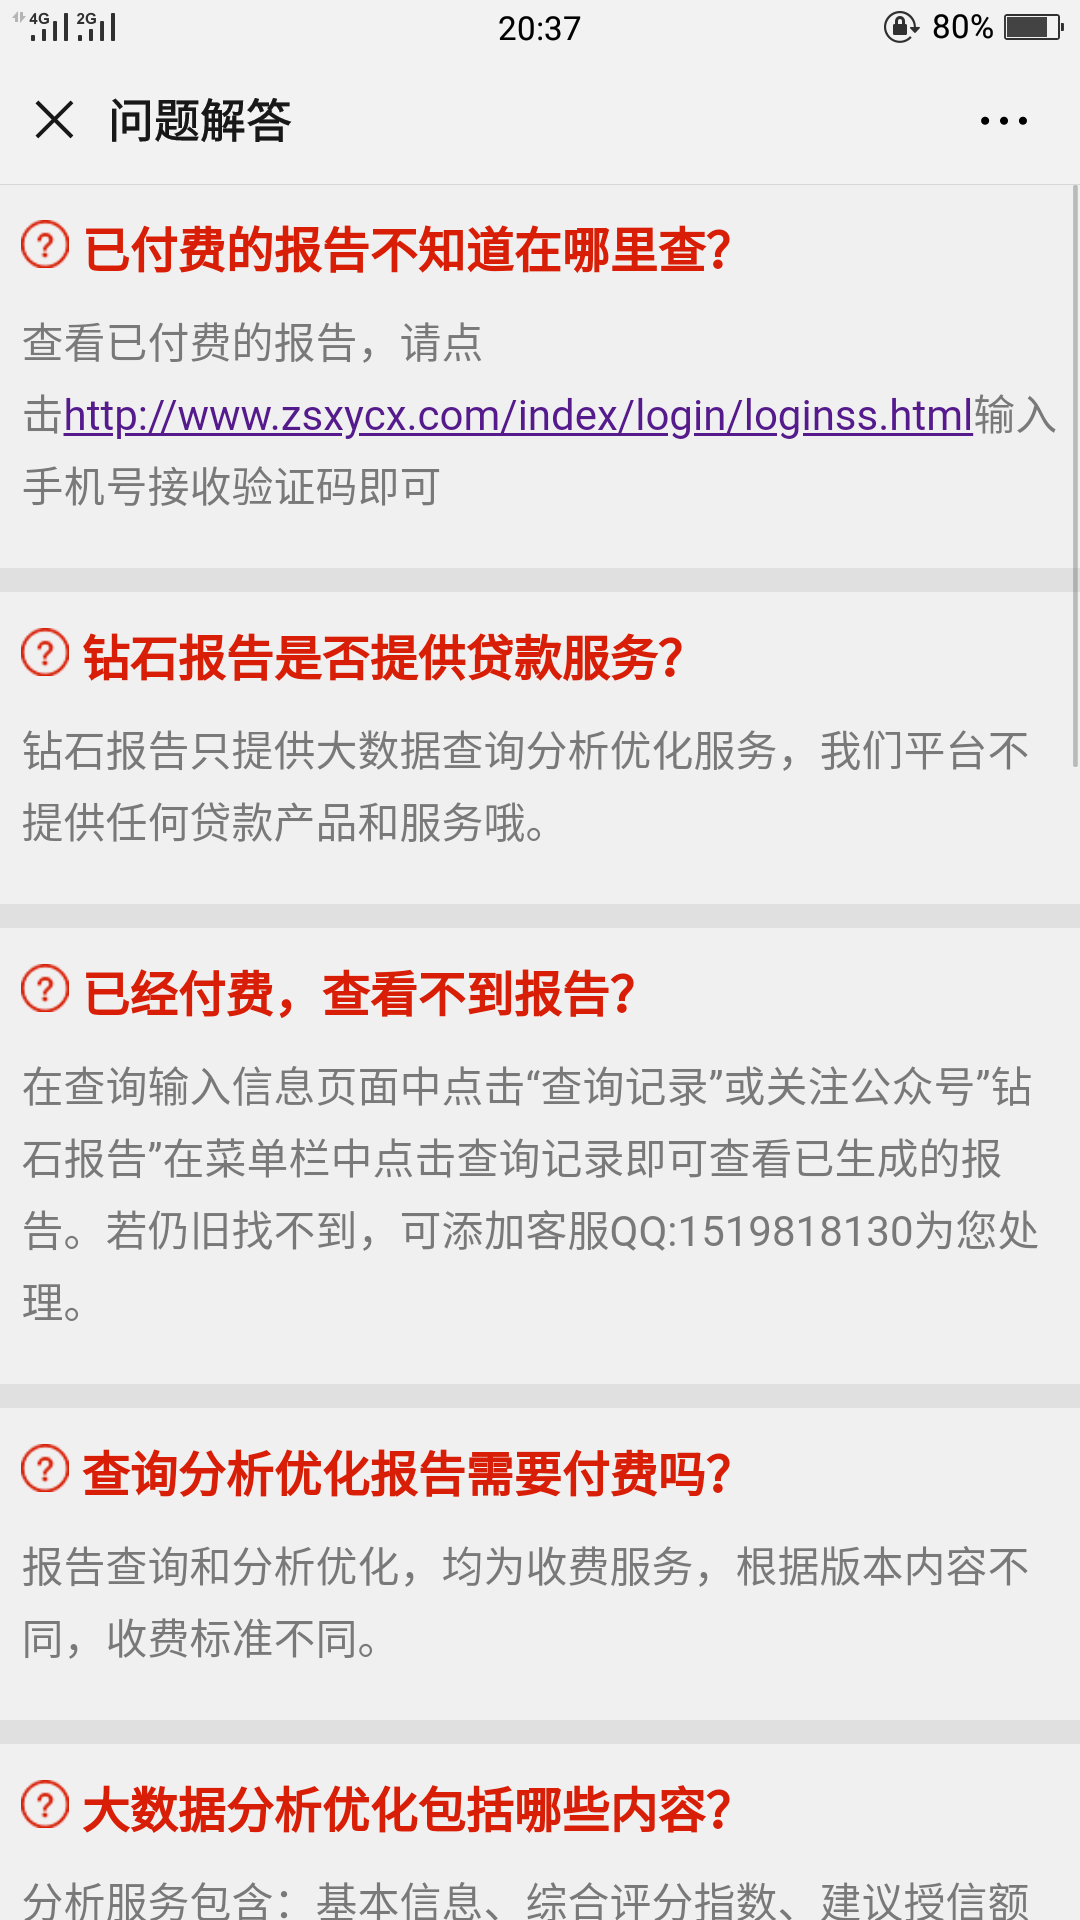 4G 2G 20:37 80%
问题解答
已付费的报告不知道在哪里查?
查看已付费的报告，请点
击http://www.zsxycx.com/index/login/loginss.html输入
手机号接收验证码即可
钻石报告是否提供贷款服务?
钻石报告只提供大数据查询分析优化服务，我们平台不
提供任何贷款产品和服务哦。
已经付费，查看不到报告?
在查询输入信息页面中点击“查询记录”或关注公众号”钻
石报告”在菜单栏中点击查询记录即可查看已生成的报
告。若仍旧找不到，可添加客服QQ:1519818130为您处
理。
查询分析优化报告需要付费吗?
报告查询和分析优化，均为收费服务，根据版本内容不
同，收费标准不同。
大数据分析优化包括哪些内容?
分析服务包含：基本信息、综合评分指数、建议授信额